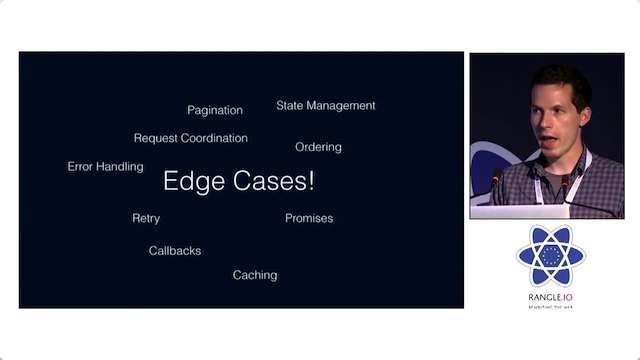 Pagination
State Management
Request Coordination
Ordering
Error Handling
Edge Cases!
Retry
Promises
Callbacks
Caching
RANGLE.IO
REWRITING THE WEB